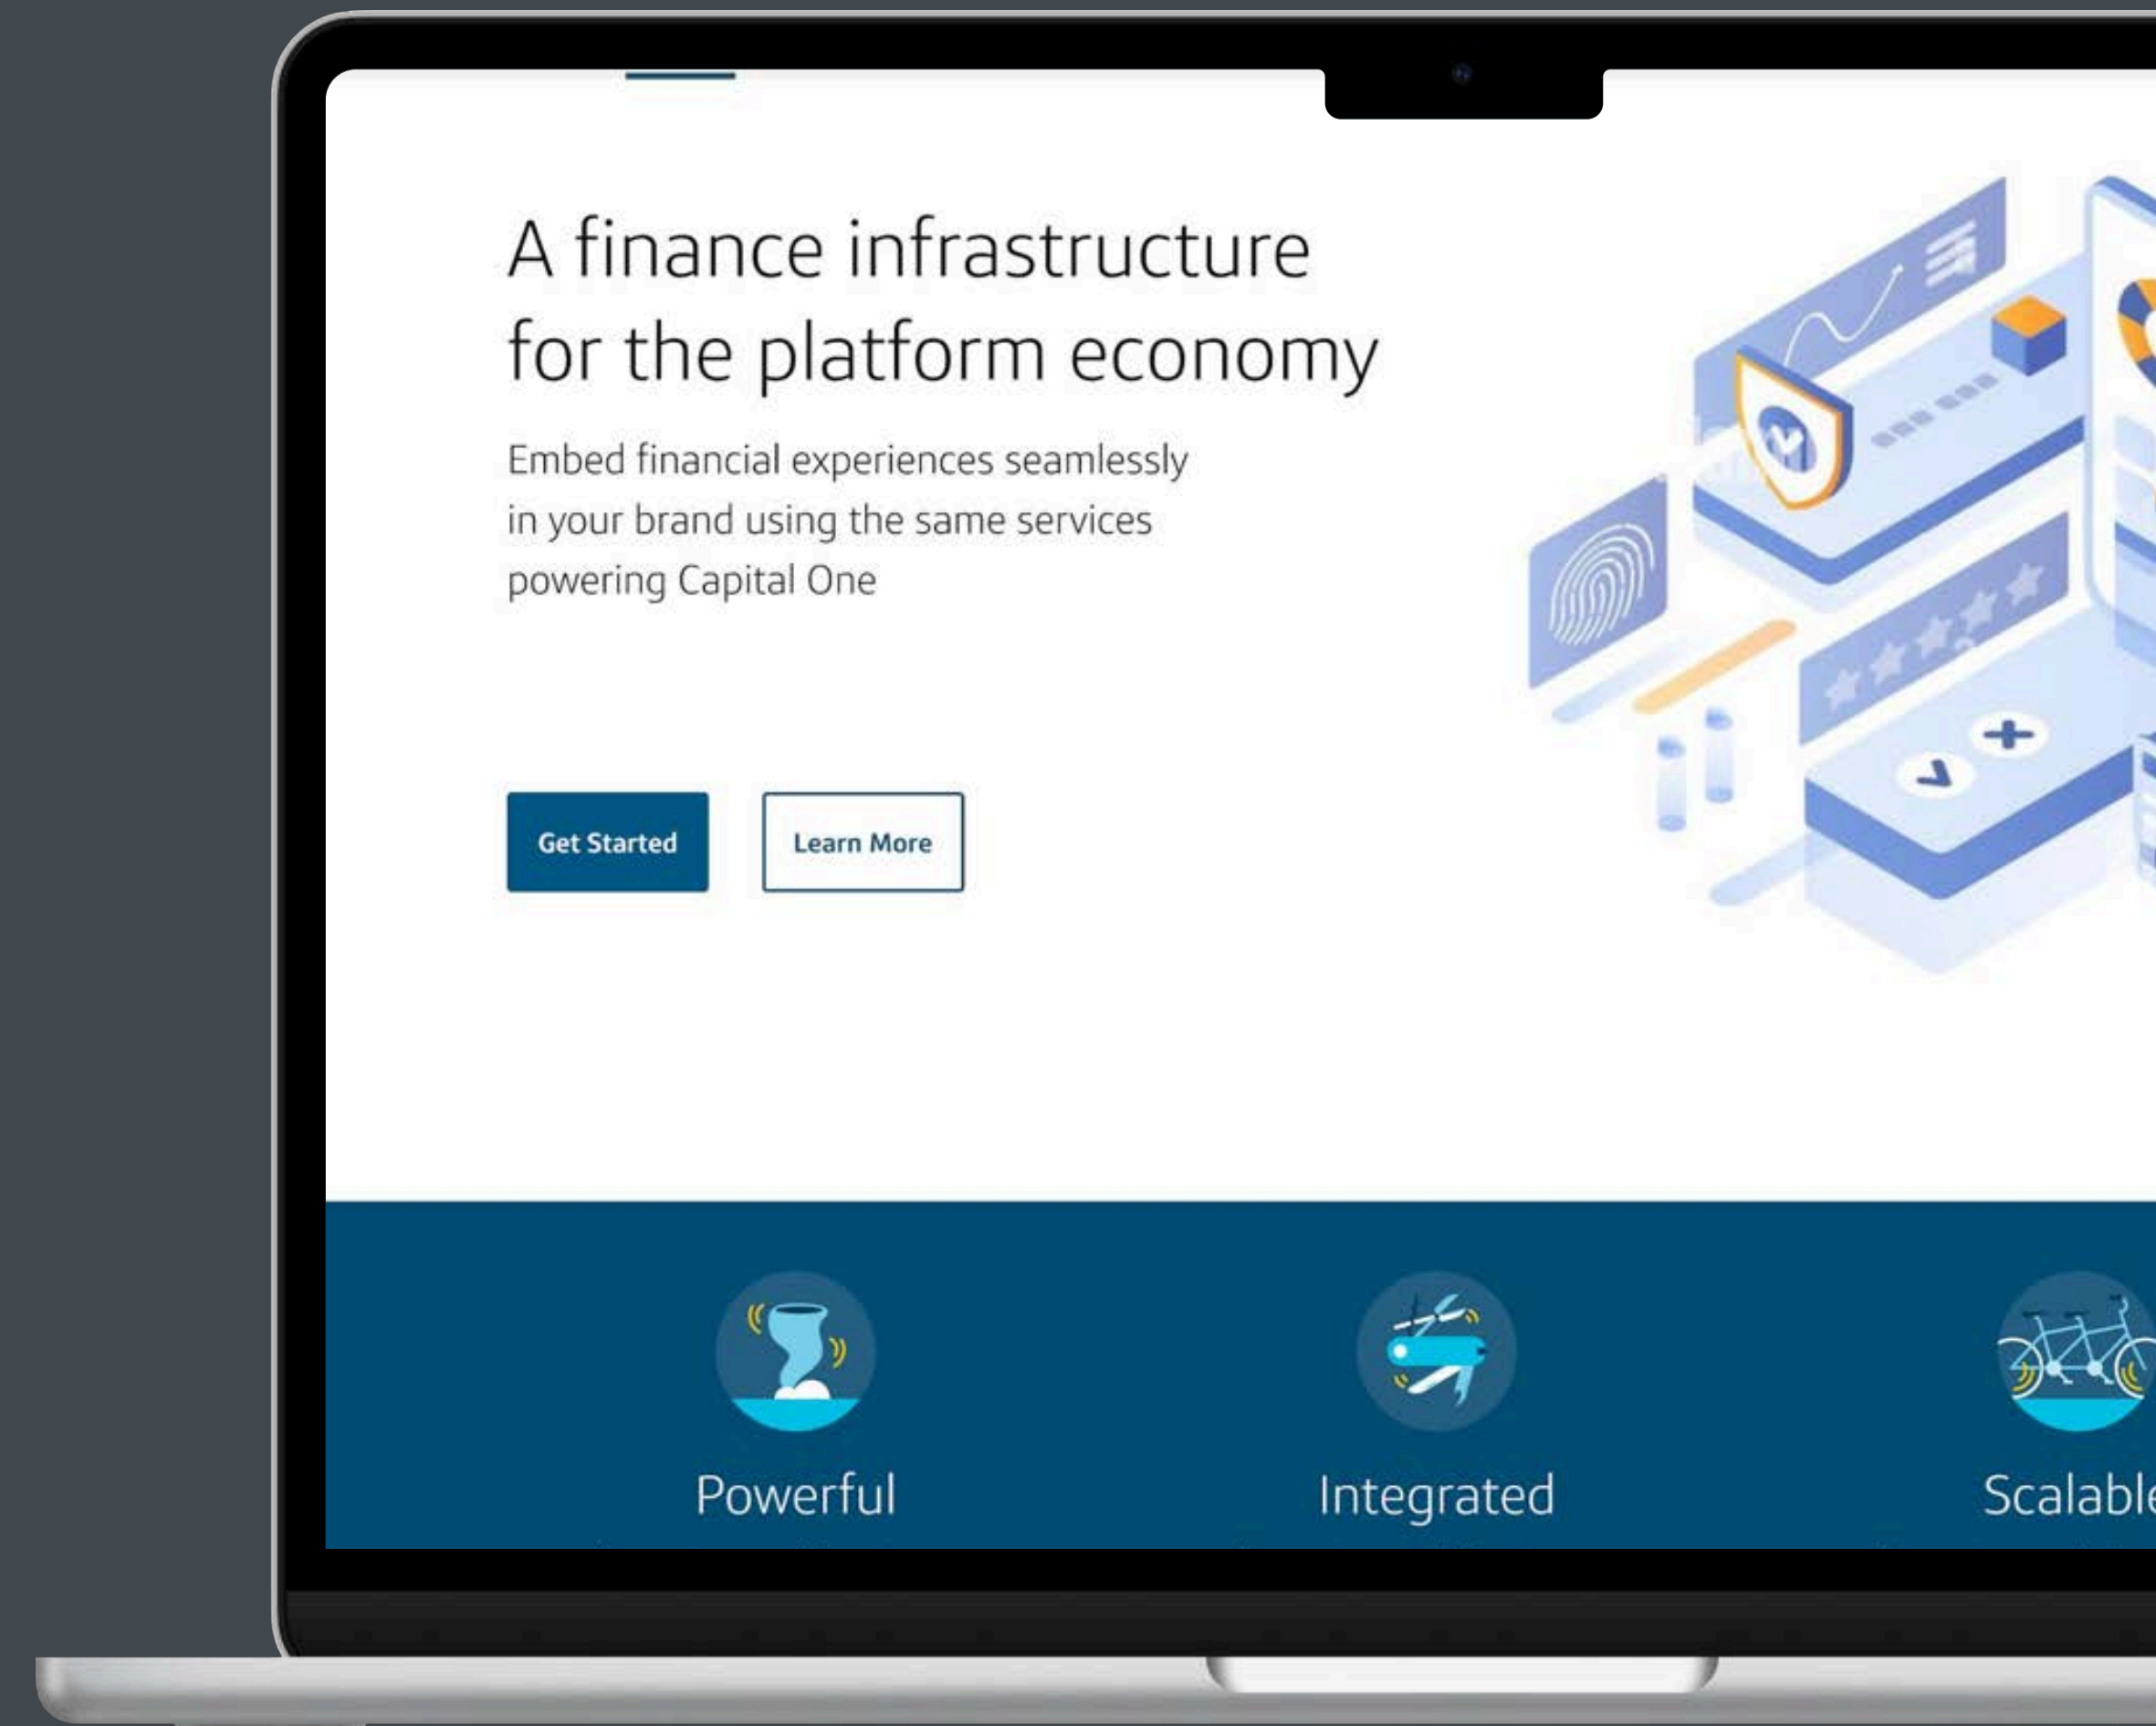 A finance infrastructure
for the platform economy
Embed financial experiences seamlessly
in your brand using the same services
powering Capital One
Get Started
Learn More
Powerful
Integrated
Scalable